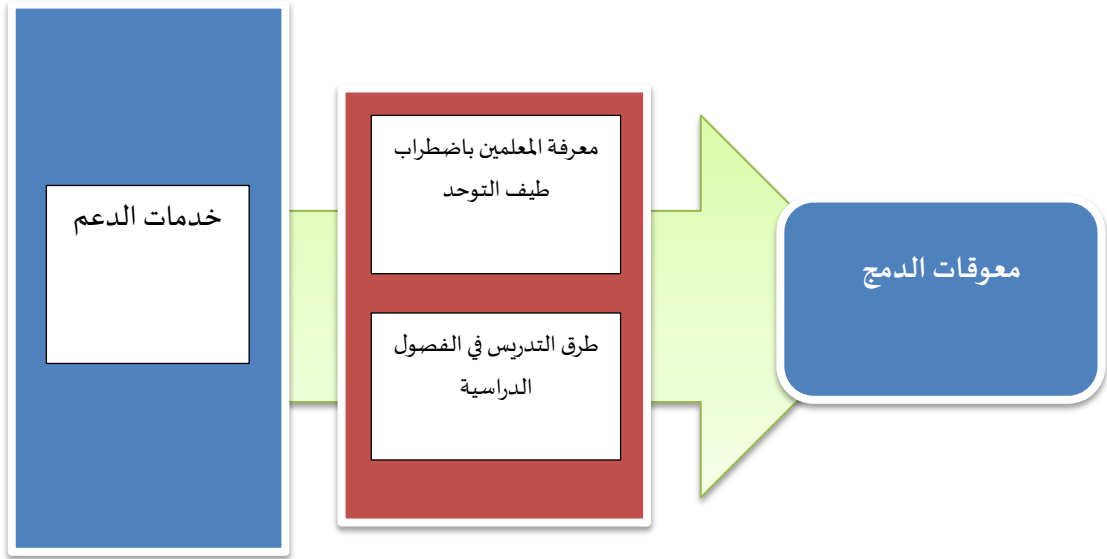 خدمات الدعم
معرفة المعلمين باضطراب
طيف التوحد
طرق التدريس في الفصول
الدراسية
معوقات الدمج